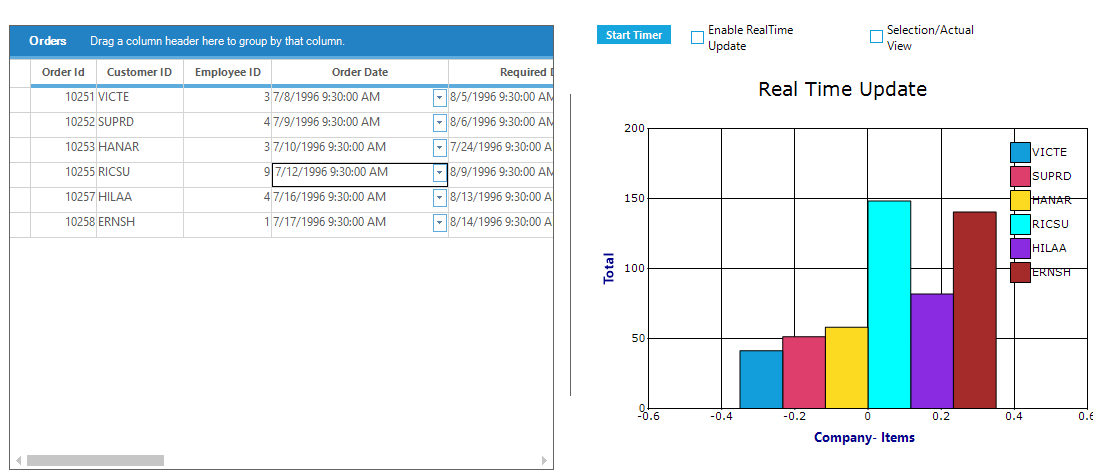 Orders Drag a column header here to group by that column.
Order Id Customer ID Employee ID Order Date Required D
10251 VICTE 3 7/8/1996 9:30:00 AM 8/5/1996 9:30:00 AM
10252 SUPRD 4 7/9/1996 9:30:00 AM 8/6/1996 9:30:00 AM
10253 HANAR 3 7/10/1996 9:30:00 AM 7/24/1996 9:30:00 A
10255 RICSU 9 7/12/1996 9:30:00 AM 8/9/1996 9:30:00 AM
10257 HILAA 4 7/16/1996 9:30:00 AM 8/13/1996 9:30:00 A
10258 ERNSH 1 7/17/1996 9:30:00 AM 8/14/1996 9:30:00 A
Start Timer
Enable RealTime
Update
Selection/Actual
View
Real Time Update
200
150
100
50
0
Total
VICTE
SUPRD
HANAR
RICSU
HILAA
ERNSH
-0.6 -0.4 -0.2 0 0.2 0.4 0.6
Company- Items